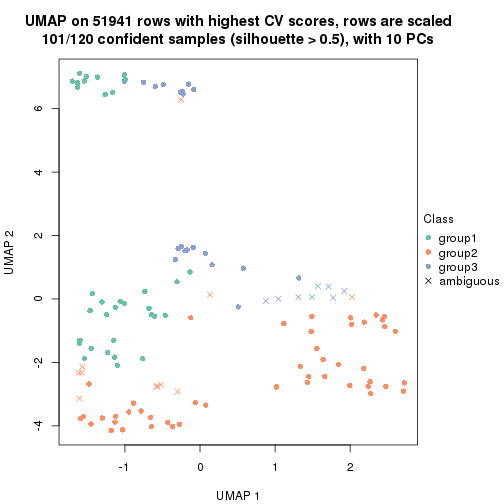 UMAP on 51941 rows with highest CV scores, rows are scaled
101/120 confident samples (silhouette > 0.5), with 10 PCs
6
4
2
0
-2
-4
UMAP 2
-1
0
1
2
UMAP 1
Class
group1
group2
group3
ambiguous